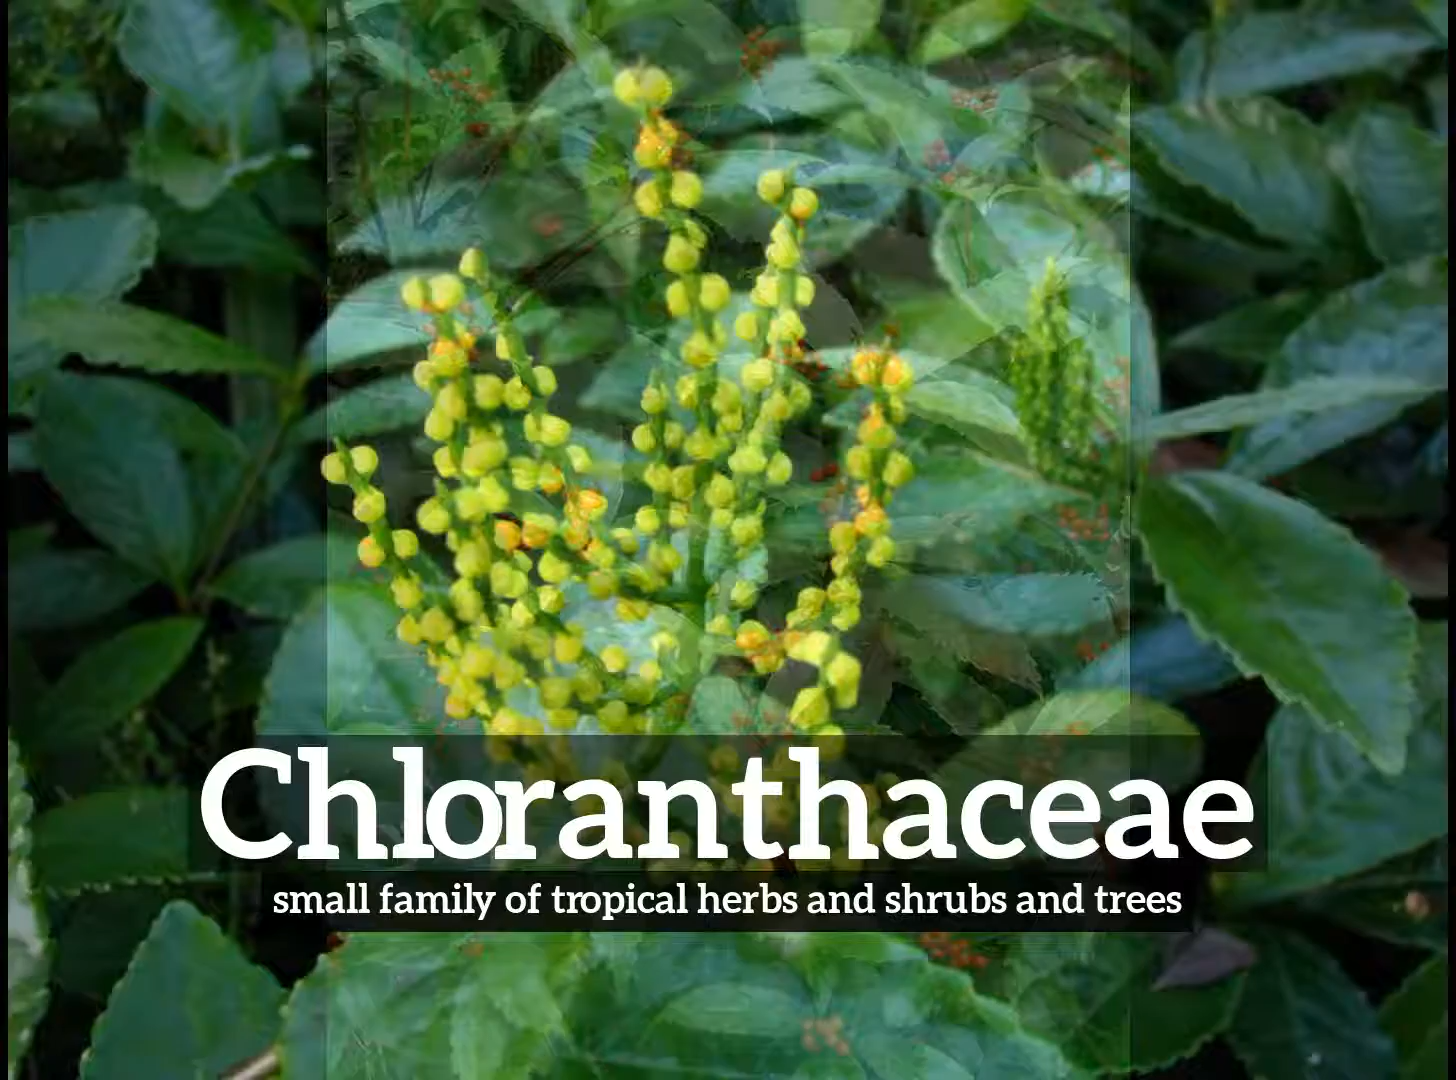 Chloranthaceae
small family of tropical herbs and shrubs and trees